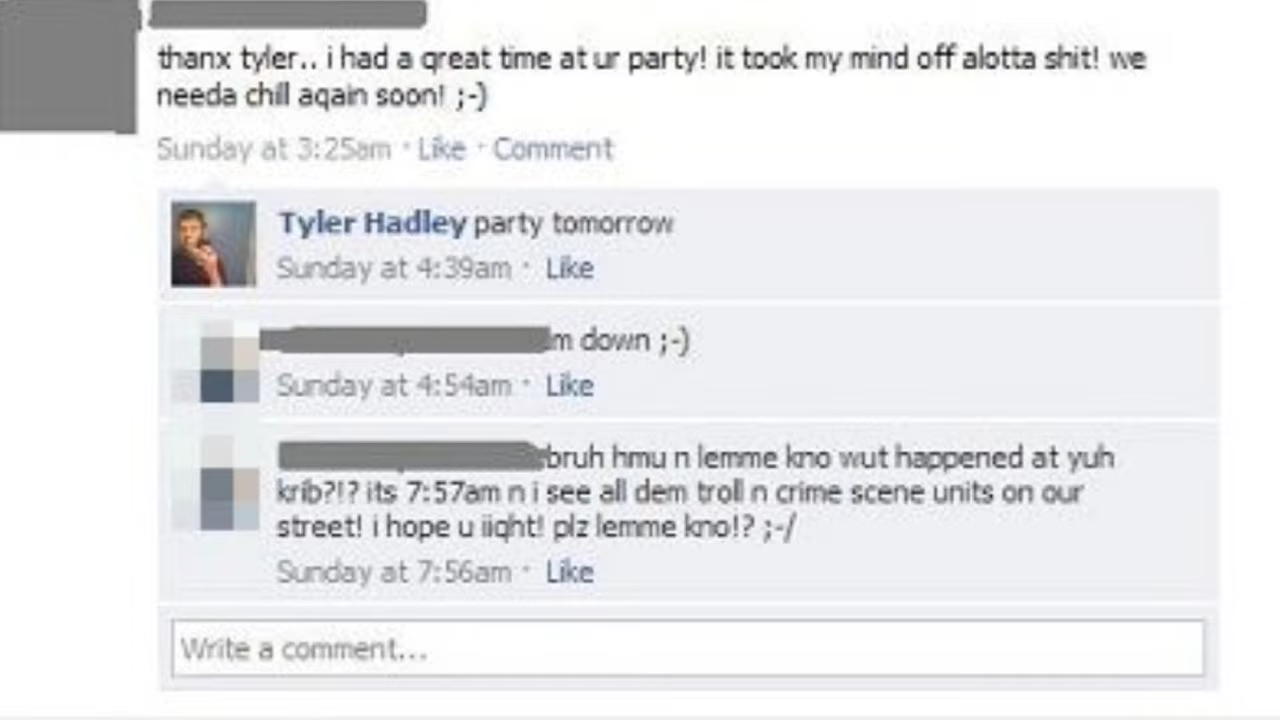 thanx tyler.. i had a great time at ur party! it took my mind off alotta shit! we
needa chill again soon! ;-)
Sunday at 3:25am · Like · Comment
Tyler Hadley party tomorrow
Sunday at 4:39am · Like
m down ;-)
Sunday at 4:54am · Like
bruh hmu n lemme kno wut happened at yuh
krib?!? its 7:57am n i see all dem troll n crime scene units on our
street! i hope u iight! plz lemme kno!? ;-/
Sunday at 7:56am · Like
Write a comment...